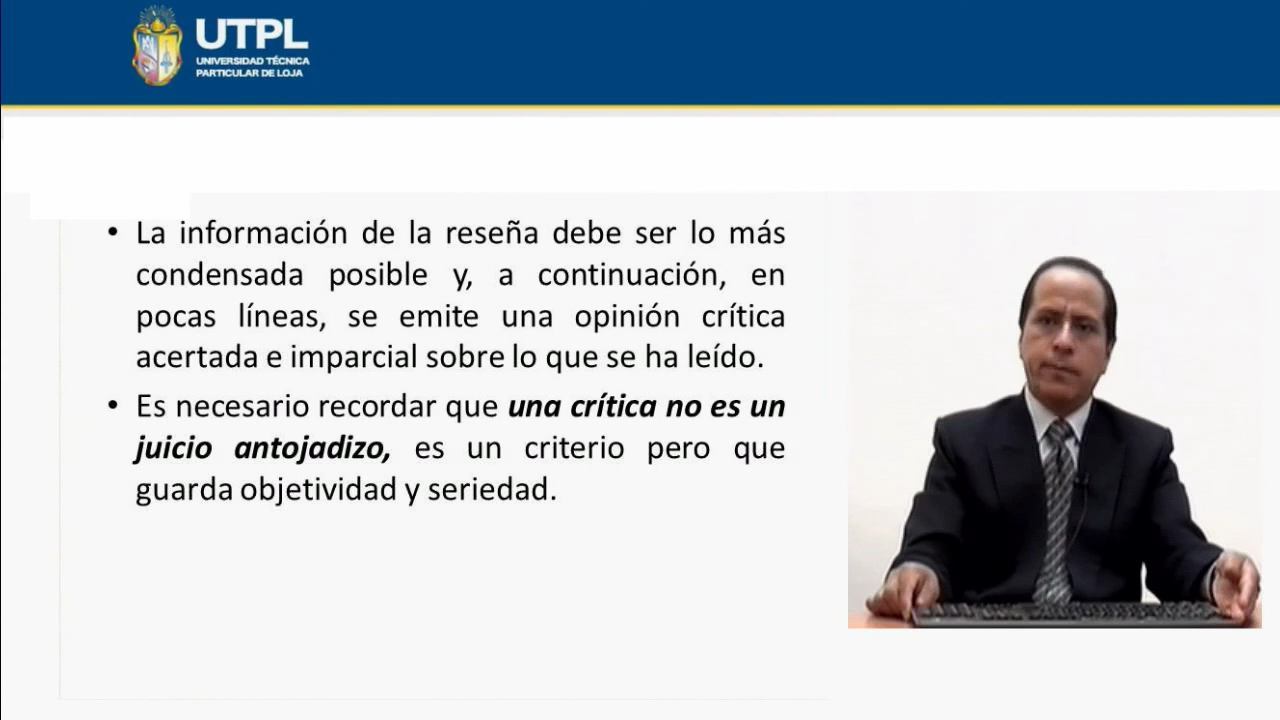 UTPL
UNIVERSIDAD TÉCNICA
PARTICULAR DE LOJA
• La información de la reseña debe ser lo más
condensada posible y, a continuación, en
pocas líneas, se emite una opinión crítica
acertada e imparcial sobre lo que se ha leído.
• Es necesario recordar que una crítica no es un
juicio antojadizo, es un criterio pero que
guarda objetividad y seriedad.